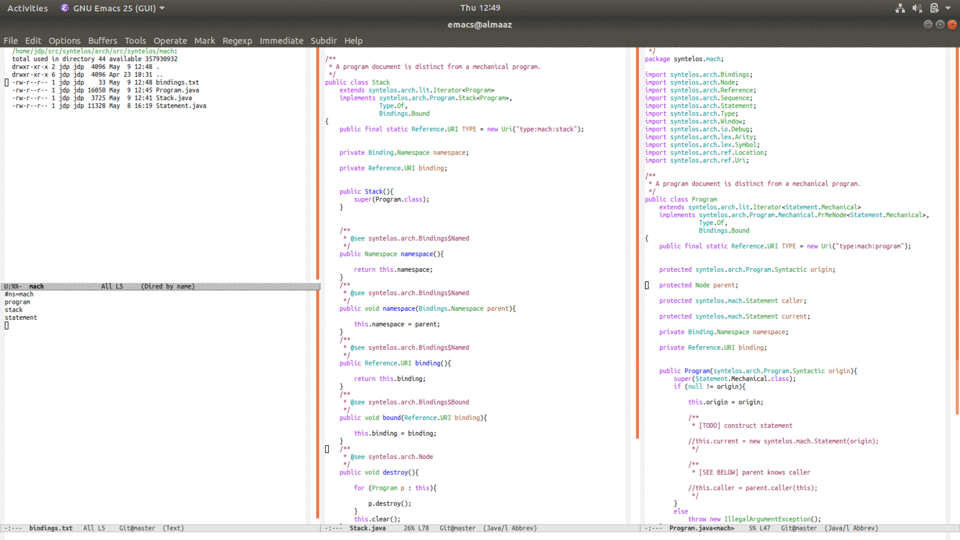 Activities GNU Emacs 25 (GUI) Thu 12:49
emacs@almaaz
File Edit Options Buffers Tools Operate Mark Regexp Immediate Subdir Help
/home/jdp/src/syntelos/arch/src/syntelos/mach:
total used in directory 44 available 357930932
drwxr-xr-x 2 jdp jdp 4096 May 9 12:48 .
drwxr-xr-x 6 jdp jdp 4096 Apr 23 18:31 ..
-rw-r--r-- 1 jdp jdp 33 May 9 12:48 bindings.txt
-rw-r--r-- 1 jdp jdp 16050 May 9 12:45 Program.java
-rw-r--r-- 1 jdp jdp 3725 May 9 12:41 Stack.java
-rw-r--r-- 1 jdp jdp 11328 May 8 16:19 Statement.java
U:%%- mach All L5 (Dired by name)
#ns=mach
program
stack
statement
-:--- bindings.txt All L5 Git@master (Text)
/**
* A program document is distinct from a mechanical program.
*/
public class Stack
extends syntelos.arch.lit.Iterator<Program>
implements syntelos.arch.Program.Stack<Program>,
Type.Of,
Bindings.Bound
{
public final static Reference.URI TYPE = new Uri("type:mach:stack");
private Binding.Namespace namespace;
private Reference.URI binding;
public Stack(){
super(Program.class);
}
/**
* @see syntelos.arch.Bindings$Named
*/
public Namespace namespace(){
return this.namespace;
}
/**
* @see syntelos.arch.Bindings$Named
*/
public void namespace(Bindings.Namespace parent){
this.namespace = parent;
}
/**
* @see syntelos.arch.Bindings$Named
*/
public Reference.URI binding(){
return this.binding;
}
/**
* @see syntelos.arch.Bindings$Bound
*/
public void bound(Reference.URI binding){
this.binding = binding;
}
/**
* @see syntelos.arch.Node
*/
public void destroy(){
for (Program p : this){
p.destroy();
}
this.clear();
-:--- Stack.java 26% L78 Git@master (Java/l Abbrev)
*/
package syntelos.mach;
import syntelos.arch.Bindings;
import syntelos.arch.Node;
import syntelos.arch.Reference;
import syntelos.arch.Sequence;
import syntelos.arch.Statement;
import syntelos.arch.Type;
import syntelos.arch.Window;
import syntelos.arch.io.Debug;
import syntelos.arch.lex.Arity;
import syntelos.arch.lex.Symbol;
import syntelos.arch.ref.Location;
import syntelos.arch.ref.Uri;
/**
* A program document is distinct from a mechanical program.
*/
public class Program
extends syntelos.arch.lit.Iterator<Statement.Mechanical>
implements syntelos.arch.Program.Mechanical.PrMeNode<Statement.Mechanical>,
Type.Of,
Bindings.Bound
{
public final static Reference.URI TYPE = new Uri("type:mach:program");
protected syntelos.arch.Program.Syntactic origin;
protected Node parent;
protected syntelos.mach.Statement caller;
protected syntelos.mach.Statement current;
private Binding.Namespace namespace;
private Reference.URI binding;
public Program(syntelos.arch.Program.Syntactic origin){
super(Statement.Mechanical.class);
if (null != origin){
this.origin = origin;
/**
* [TODO] construct statement
//this.current = new syntelos.mach.Statement(origin);
*/
/**
* [SEE BELOW] parent knows caller
//this.caller = parent.caller(this);
*/
}
else
throw new IllegalArgumentException();
-:--- Program.java<mach> 5% L47 Git@master (Java/l Abbrev)